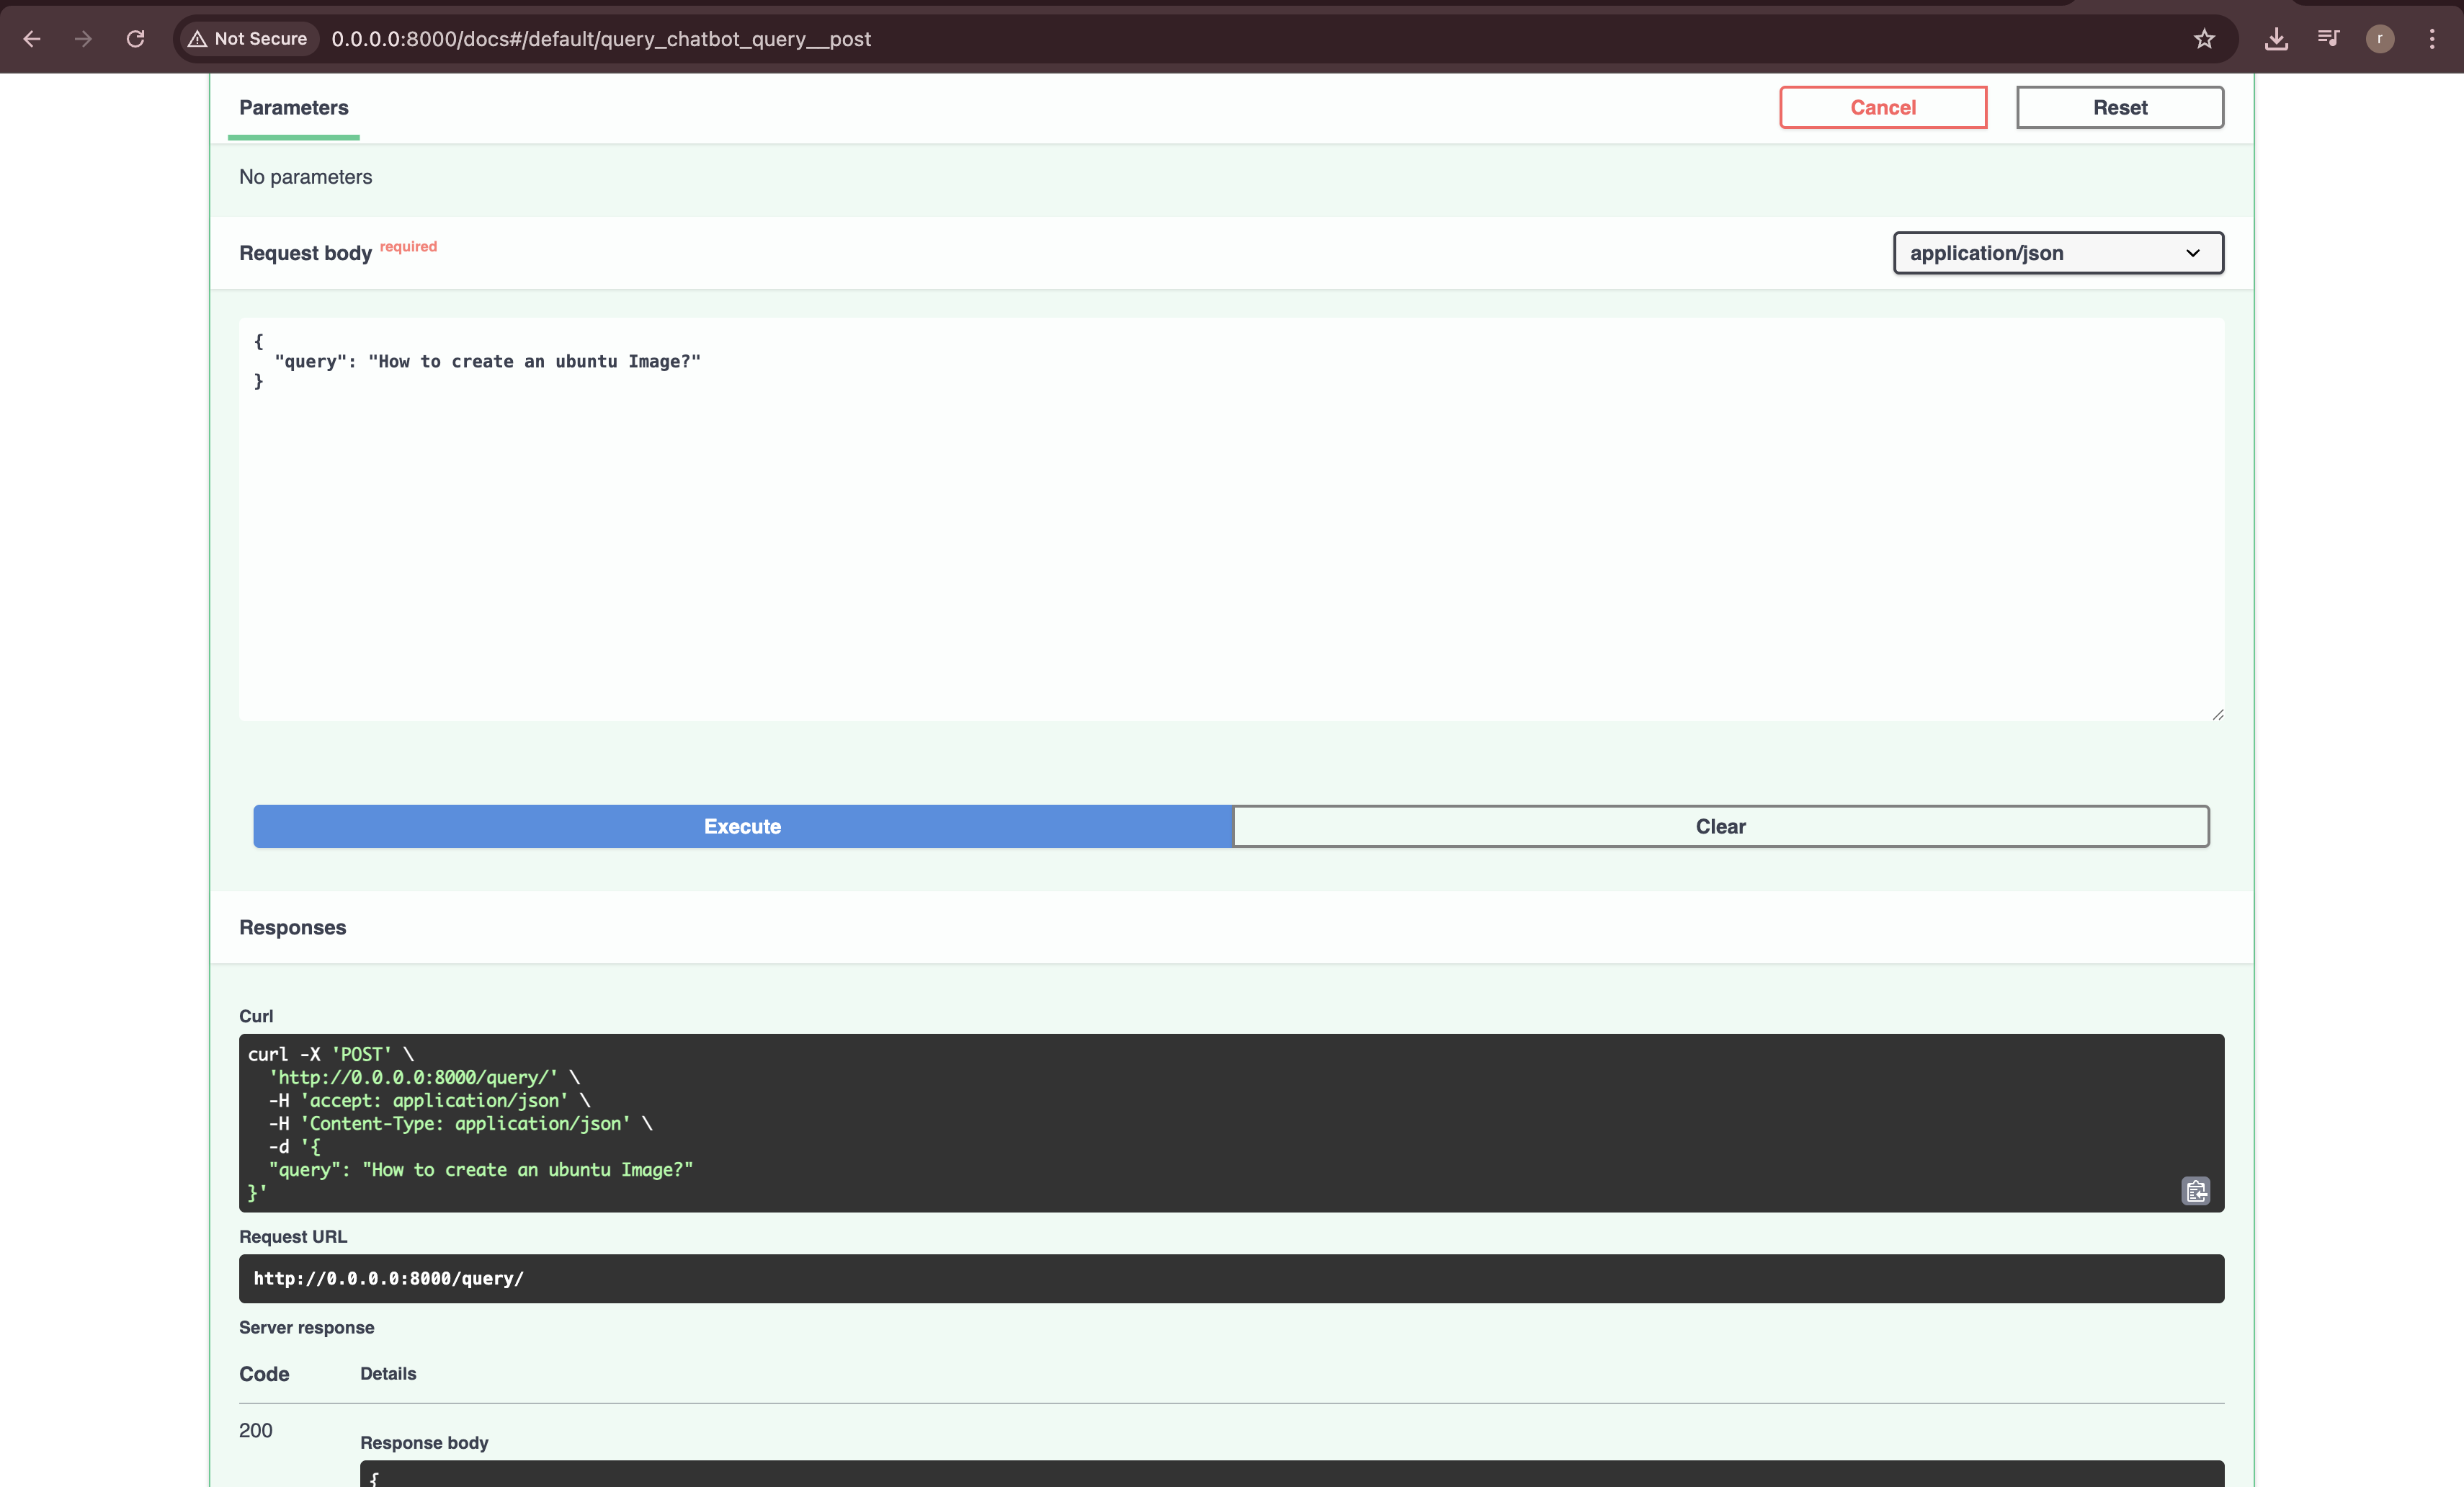 Not Secure 0.0.0.0:8000/docs#/default/query_chatbot_query__post r
Parameters Cancel Reset
No parameters
Request body required application/json
{
  "query": "How to create an ubuntu Image?"
}
Execute Clear
Responses
Curl
curl -X 'POST' \
  'http://0.0.0.0:8000/query/' \
  -H 'accept: application/json' \
  -H 'Content-Type: application/json' \
  -d '{
  "query": "How to create an ubuntu Image?"
}'
Request URL
http://0.0.0.0:8000/query/
Server response
Code Details
200
Response body
{